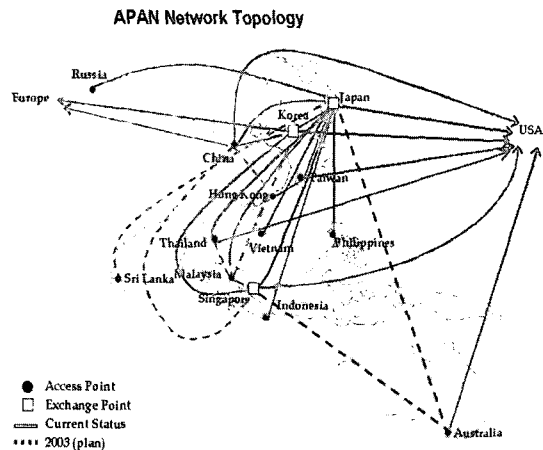 APAN Network Topology
Russia
Europe
Japan
Korea
USA
China
Taiwan
Hong Kong
Thailand
Vietnam
Philippines
Sri Lanka
Malaysia
Singapore
Indonesia
Australia
Access Point
Exchange Point
Current Status
2003 (plan)